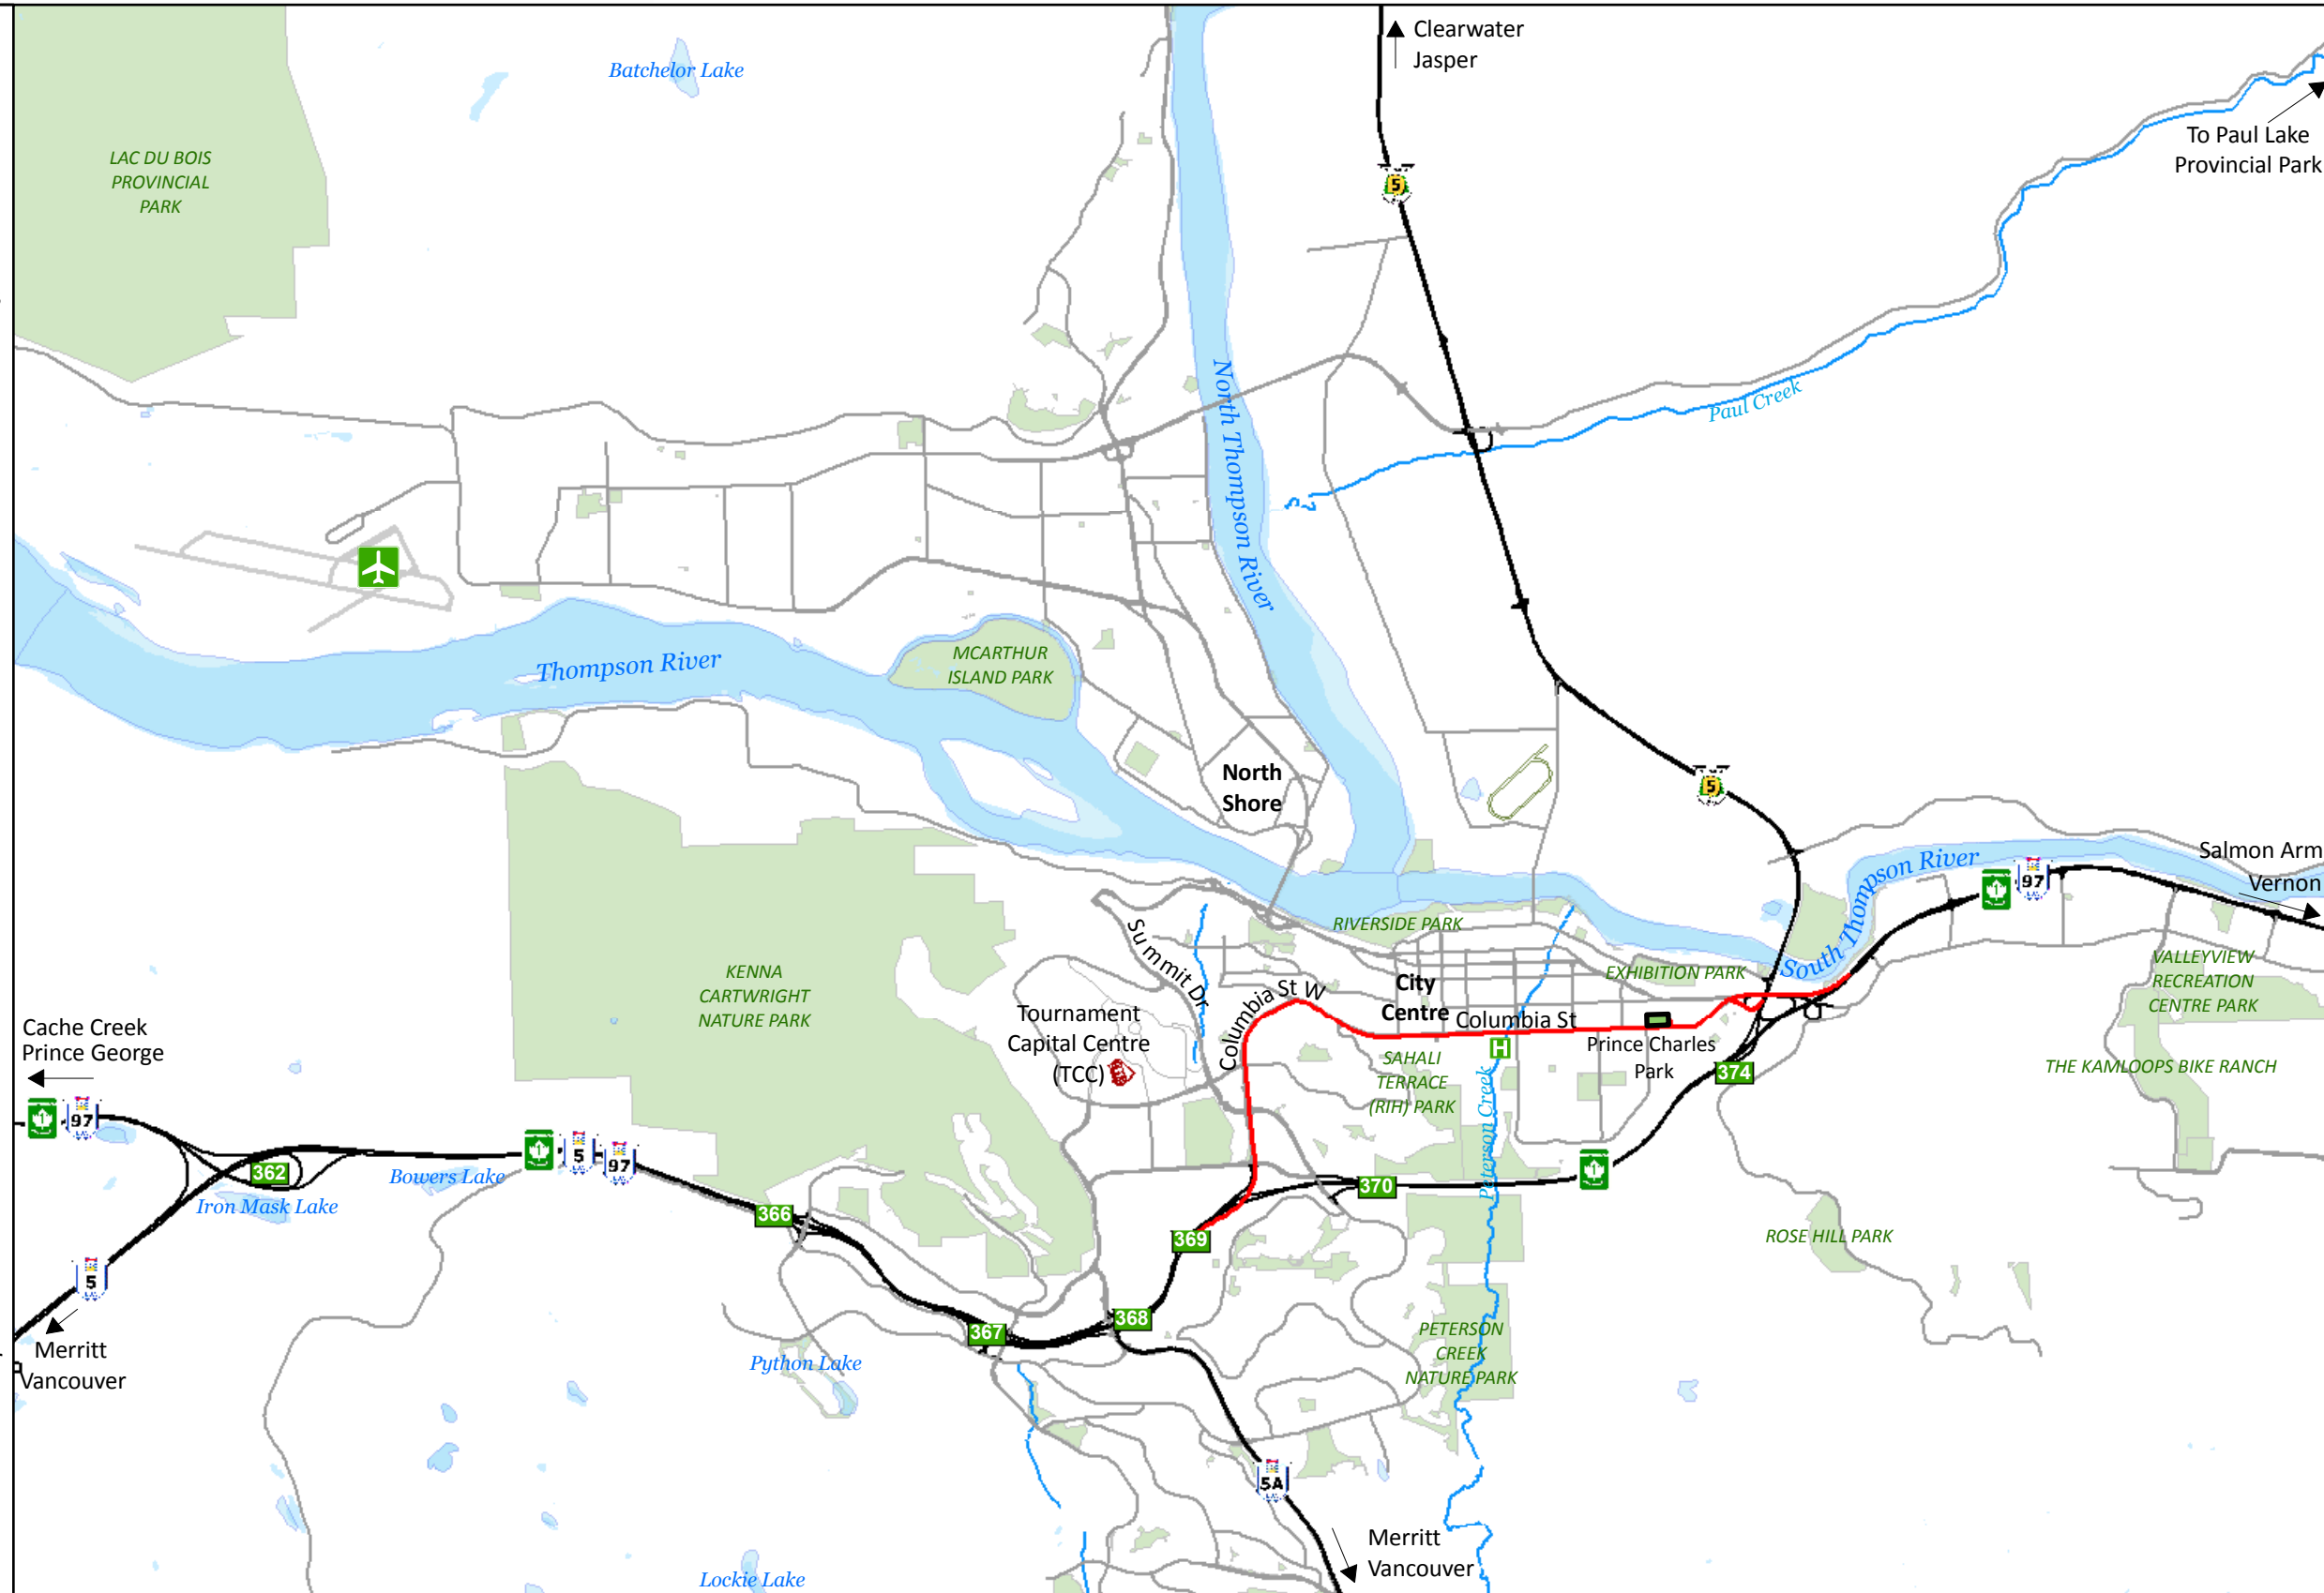 Clearwater
Jasper
Batchelor Lake
To Paul Lake
Provincial Park
LAC DU BOIS
PROVINCIAL
PARK
5
North Thompson River
Paul Creek
MCARTHUR
ISLAND PARK
Thompson River
North
Shore
5
Salmon Arm
Vernon
South Thompson River
1
97
RIVERSIDE PARK
Summit Dr
KENNA
CARTWRIGHT
NATURE PARK
City
Centre
EXHIBITION PARK
VALLEYVIEW
RECREATION
CENTRE PARK
Columbia St W
Columbia St
Tournament
Capital Centre
(TCC)
H
Prince Charles
Park
SAHALI
TERRACE
(RIH) PARK
374
THE KAMLOOPS BIKE RANCH
Cache Creek
Prince George
1
97
Peterson Creek
1
5
97
362
Bowers Lake
Iron Mask Lake
1
370
366
369
ROSE HILL PARK
5
368
367
Merritt
Vancouver
Python Lake
PETERSON
CREEK
NATURE PARK
5A
Merritt
Vancouver
Lockie Lake